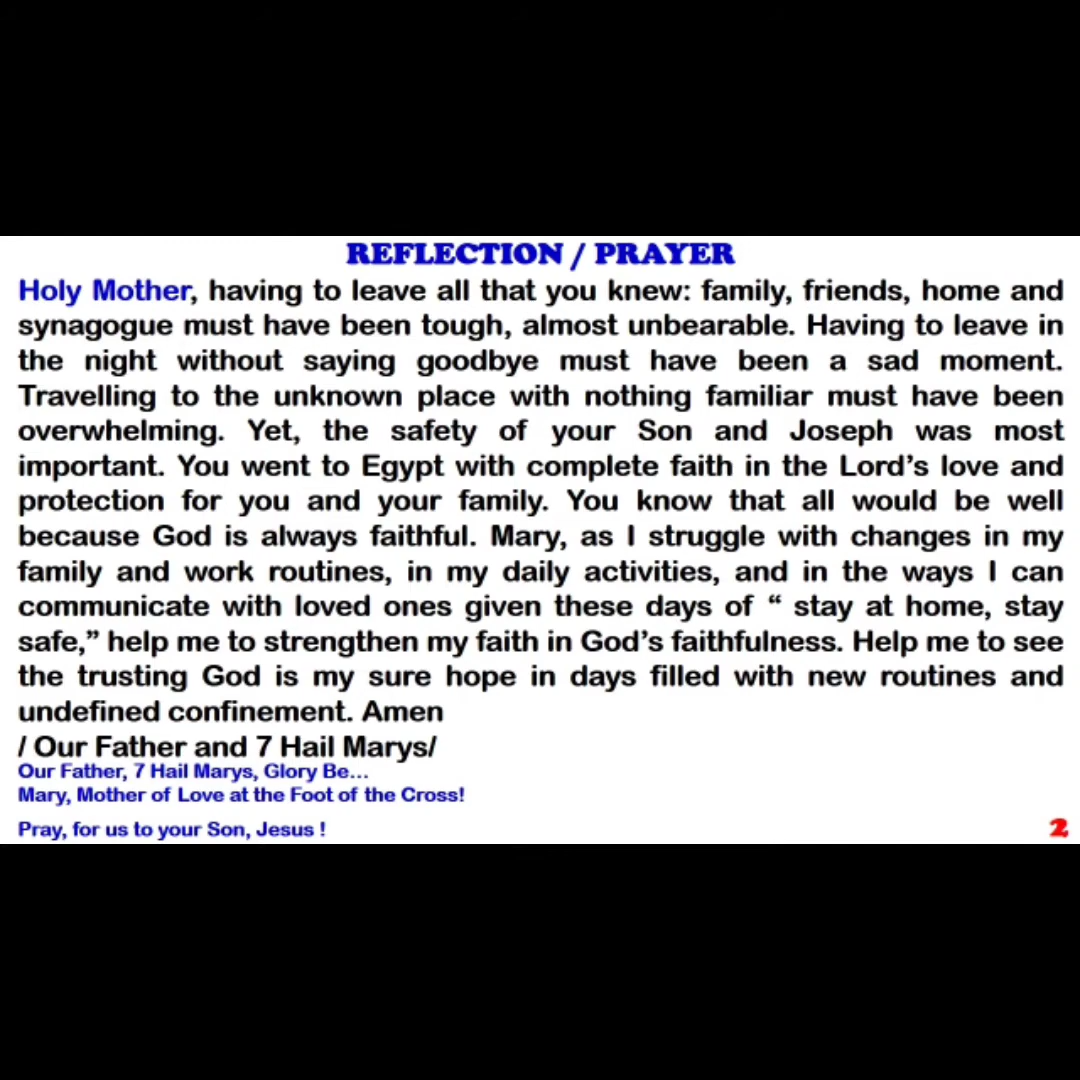 REFLECTION / PRAYER
Holy Mother, having to leave all that you knew: family, friends, home and
synagogue must have been tough, almost unbearable. Having to leave in
the night without saying goodbye must have been a sad moment.
Travelling to the unknown place with nothing familiar must have been
overwhelming. Yet, the safety of your Son and Joseph was most
important. You went to Egypt with complete faith in the Lord's love and
protection for you and your family. You know that all would be well
because God is always faithful. Mary, as I struggle with changes in my
family and work routines, in my daily activities, and in the ways I can
communicate with loved ones given these days of “ stay at home, stay
safe,” help me to strengthen my faith in God's faithfulness. Help me to see
the trusting God is my sure hope in days filled with new routines and
undefined confinement. Amen
/ Our Father and 7 Hail Marys/
Our Father, 7 Hail Marys, Glory Be...
Mary, Mother of Love at the Foot of the Cross!
Pray, for us to your Son, Jesus !
2